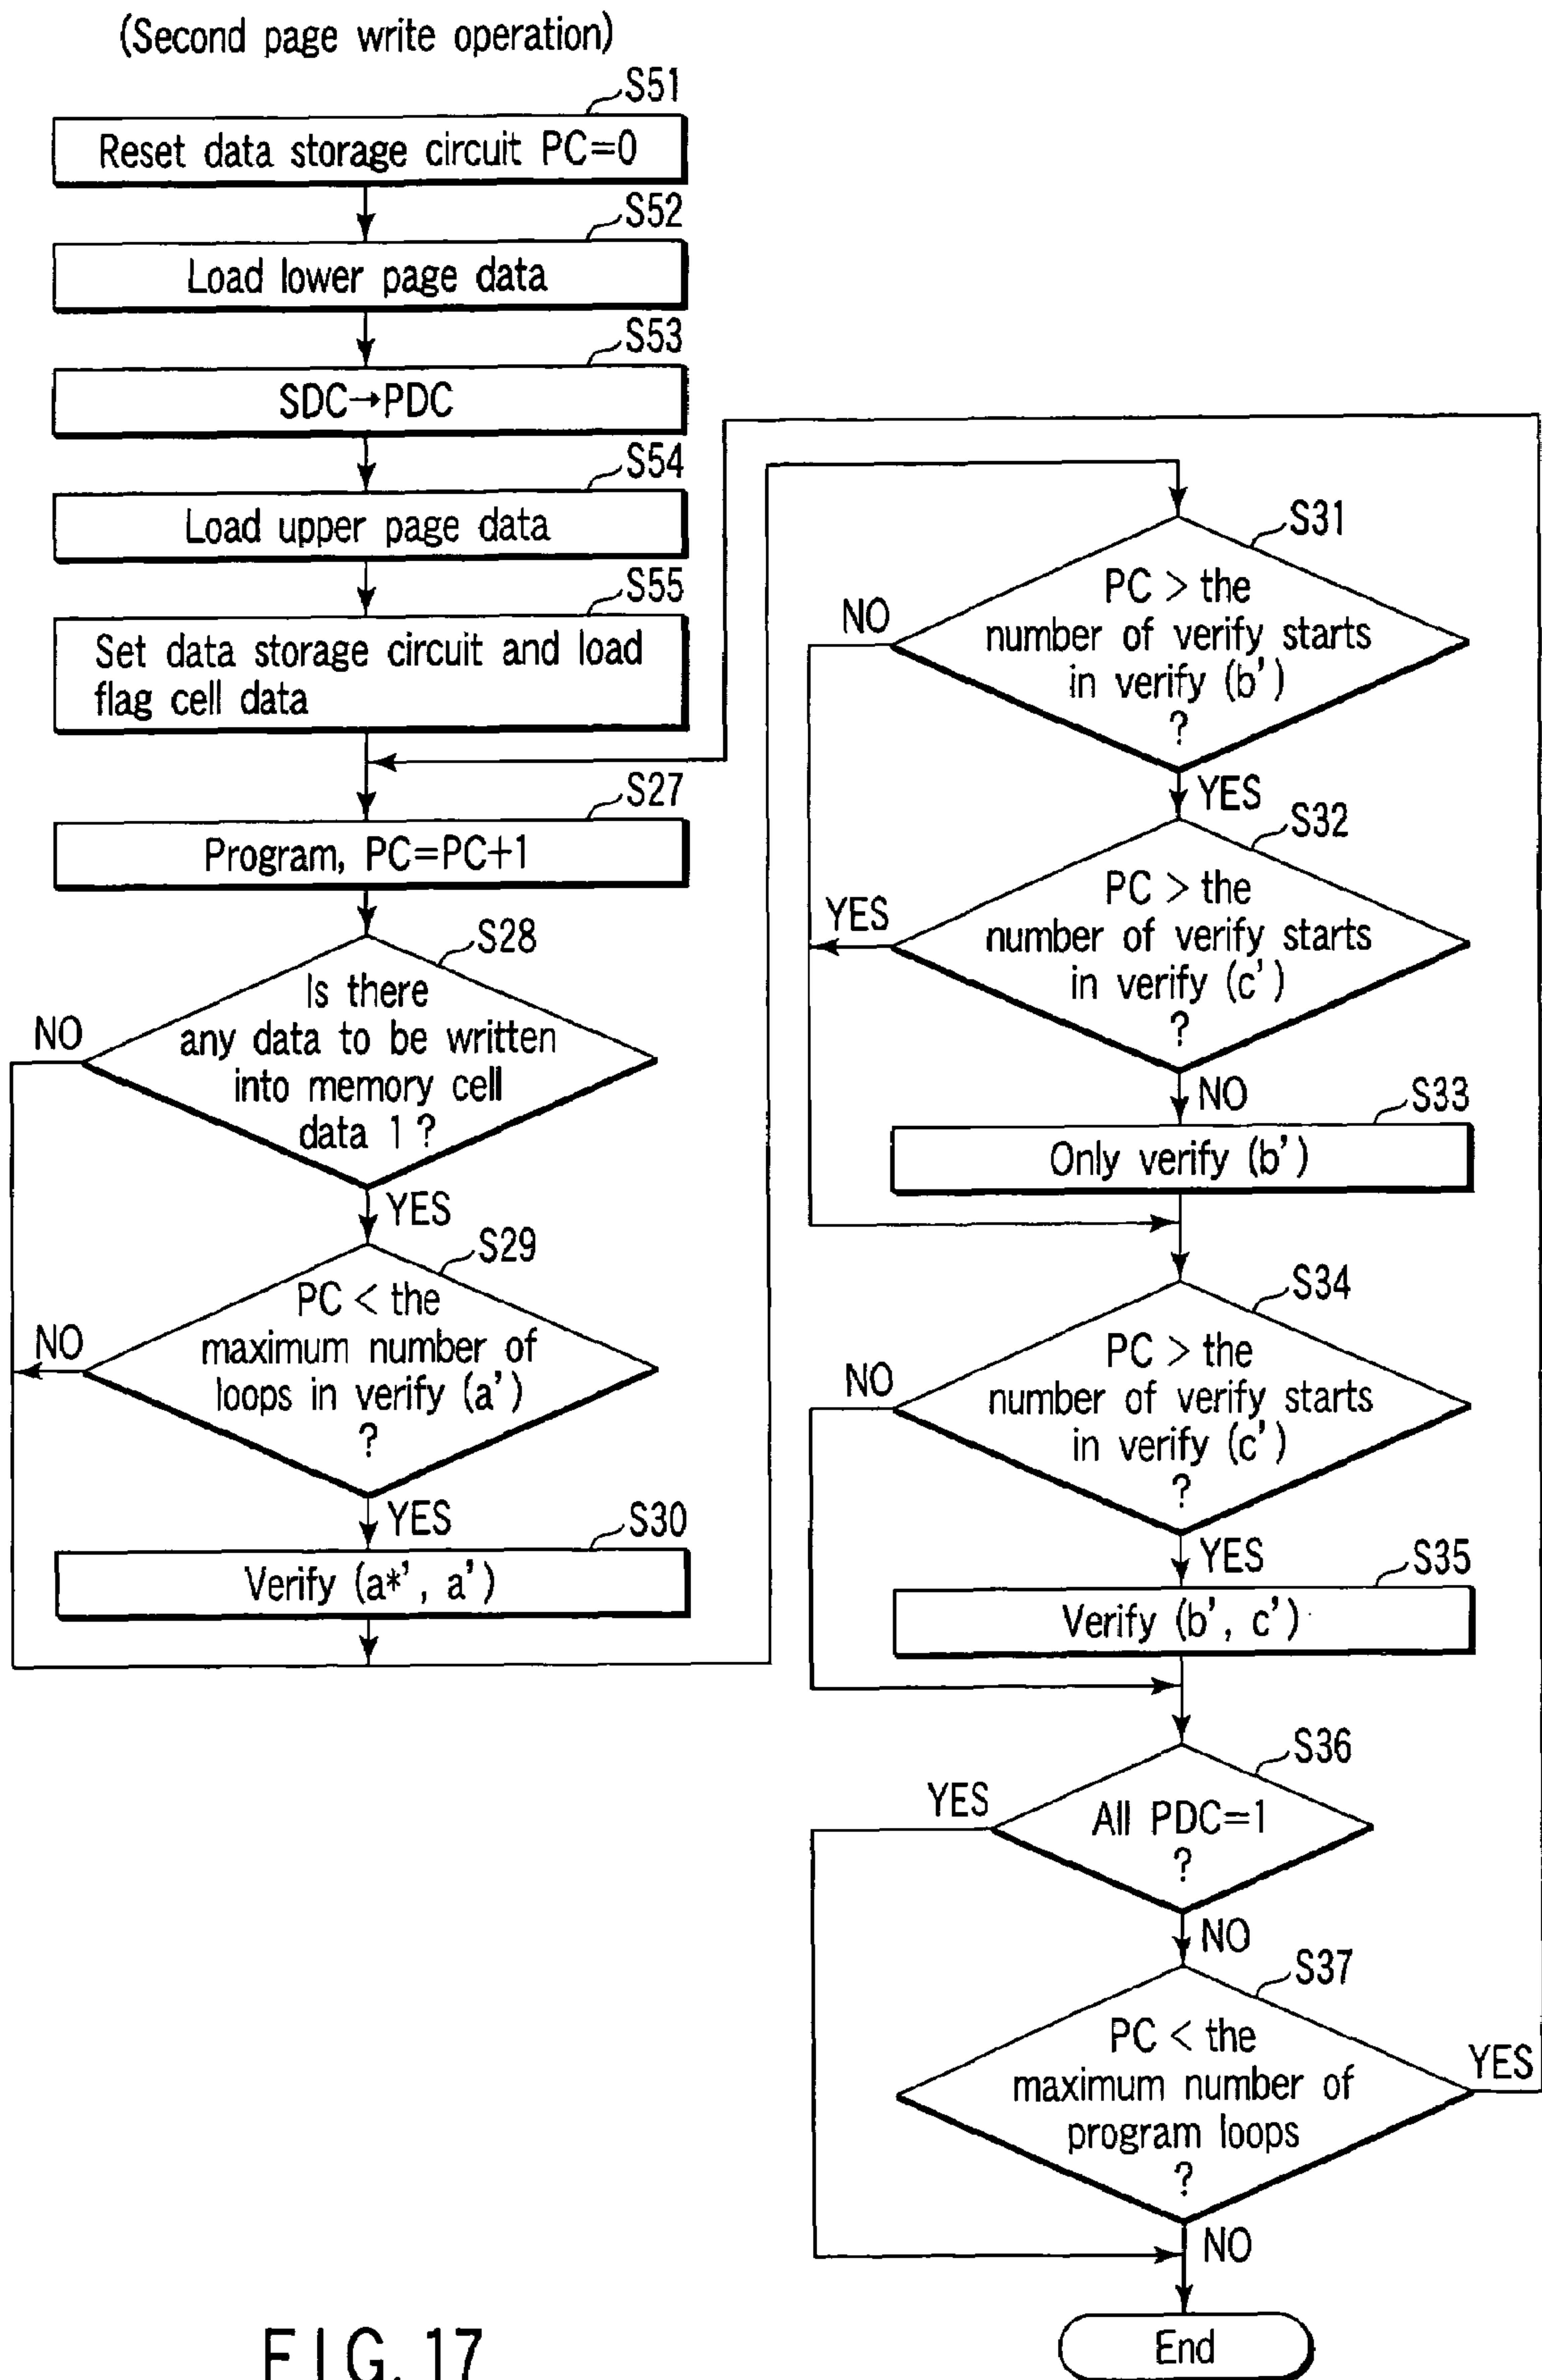 (Second page write operation)
S51
Reset data storage circuit PC=0
S52
Load lower page data
S53
SDC→PDC
S54
Load upper page data
S55
Set data storage circuit and load
flag cell data
S27
Program, PC=PC+1
S28
Is there
any data to be written
into memory cell
data 1 ?
NO
YES
S29
PC < the
maximum number of
loops in verify (a')
?
NO
YES
S30
Verify (a*', a')
S31
PC > the
number of verify starts
in verify (b')
?
NO
YES
S32
PC > the
number of verify starts
in verify (c')
?
YES
NO
S33
Only verify (b')
S34
PC > the
number of verify starts
in verify (c')
?
NO
YES
S35
Verify (b', c')
S36
All PDC=1
?
YES
NO
S37
PC < the
maximum number of
program loops
?
YES
NO
End
FIG. 17